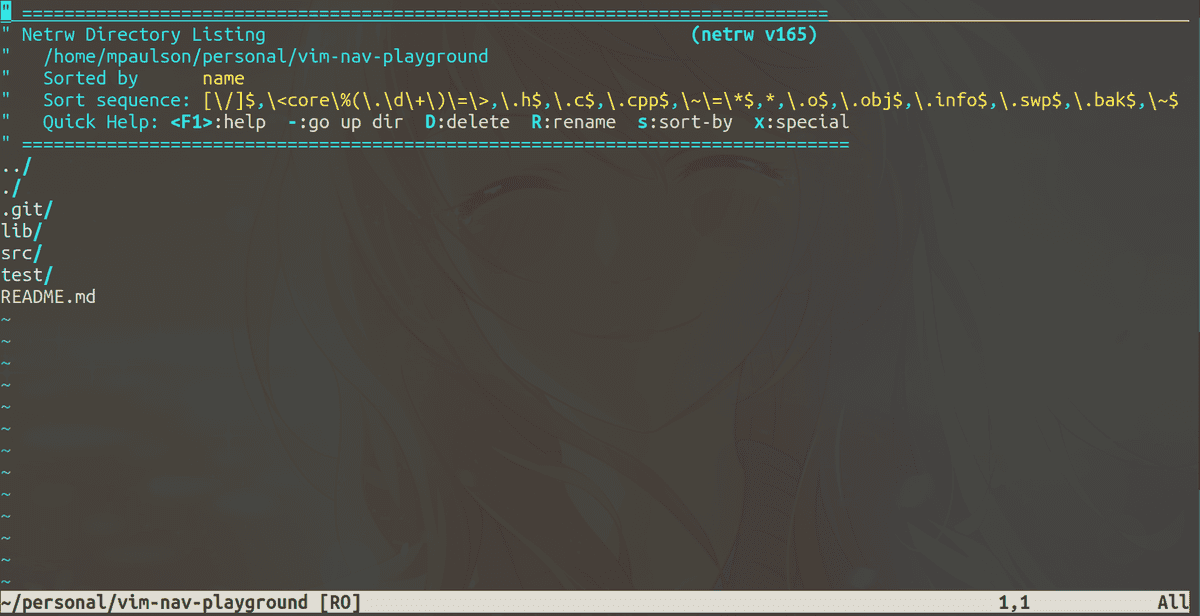 " ============================================================================
" Netrw Directory Listing                                        (netrw v165)
"   /home/mpaulson/personal/vim-nav-playground
"   Sorted by      name
"   Sort sequence: [\/]$,\<core\%(\.\d\+\)\=\>,\.h$,\.c$,\.cpp$,\~\=\*$,*,\.o$,\.obj$,\.info$,\.swp$,\.bak$,\~$
"   Quick Help: <F1>:help  -:go up dir  D:delete  R:rename  s:sort-by  x:special
" ==============================================================================
../
./
.git/
lib/
src/
test/
README.md
~
~
~
~
~
~
~
~
~
~
~
~
~
~/personal/vim-nav-playground [RO]                                                            1,1            All